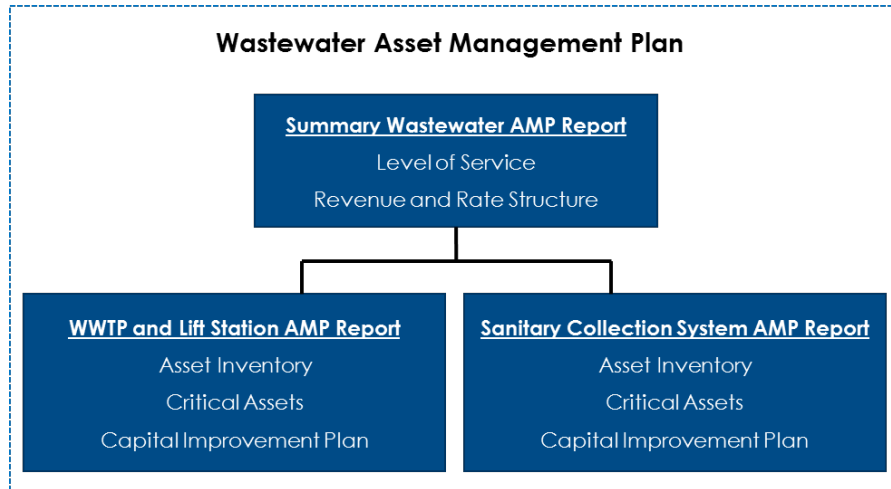 Wastewater Asset Management Plan
Summary Wastewater AMP Report
Level of Service
Revenue and Rate Structure
WWTP and Lift Station AMP Report
Asset Inventory
Critical Assets
Capital Improvement Plan
Sanitary Collection System AMP Report
Asset Inventory
Critical Assets
Capital Improvement Plan